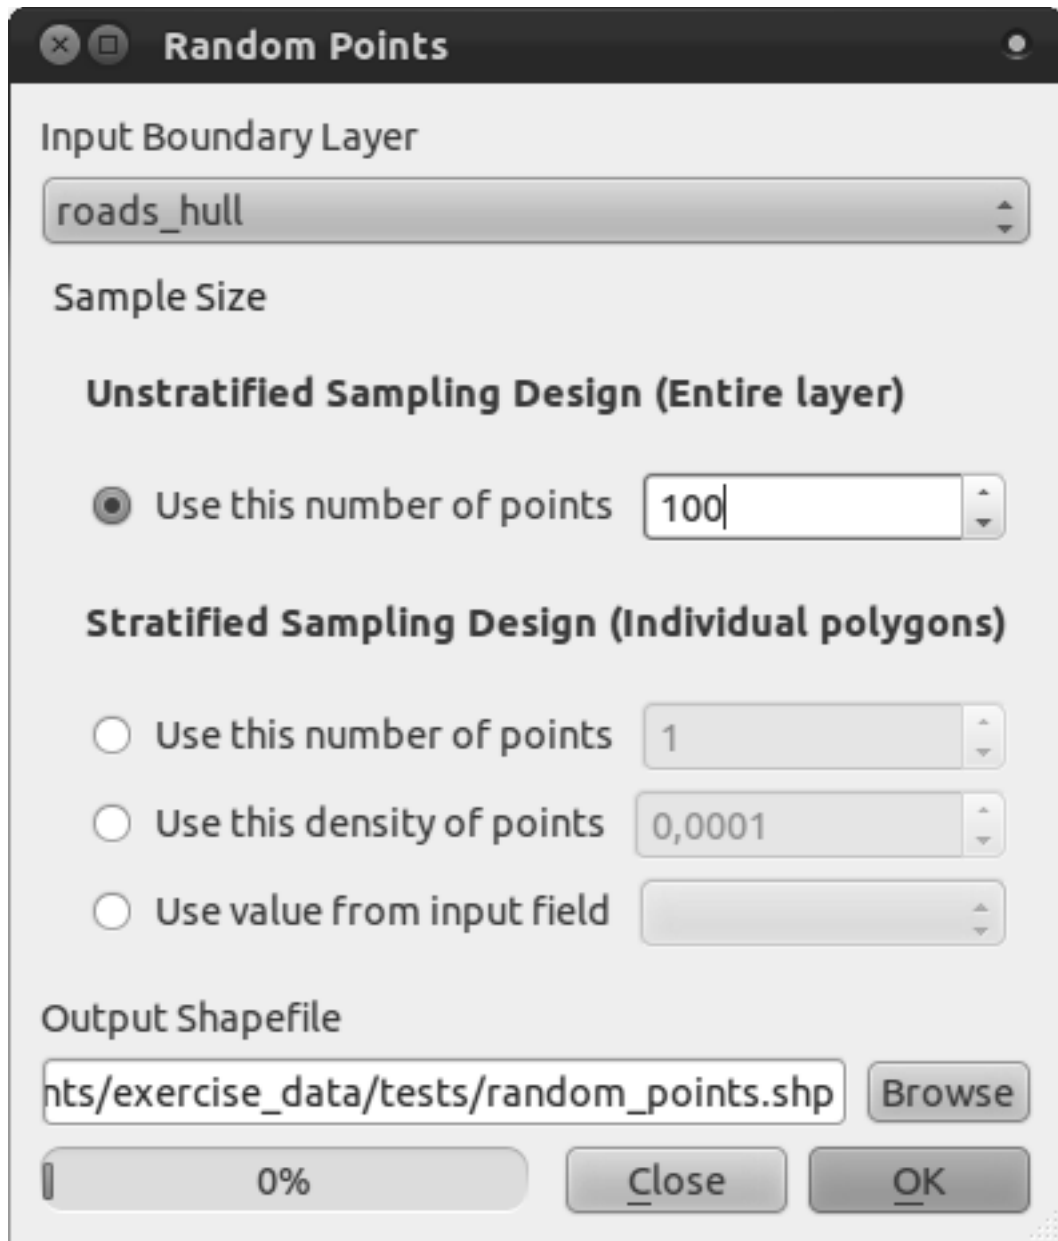 Random Points
Input Boundary Layer
roads_hull
Sample Size
Unstratified Sampling Design (Entire layer)
Use this number of points 100
Stratified Sampling Design (Individual polygons)
Use this number of points 1
Use this density of points 0,0001
Use value from input field
Output Shapefile
nts/exercise_data/tests/random_points.shp Browse
0% Close OK